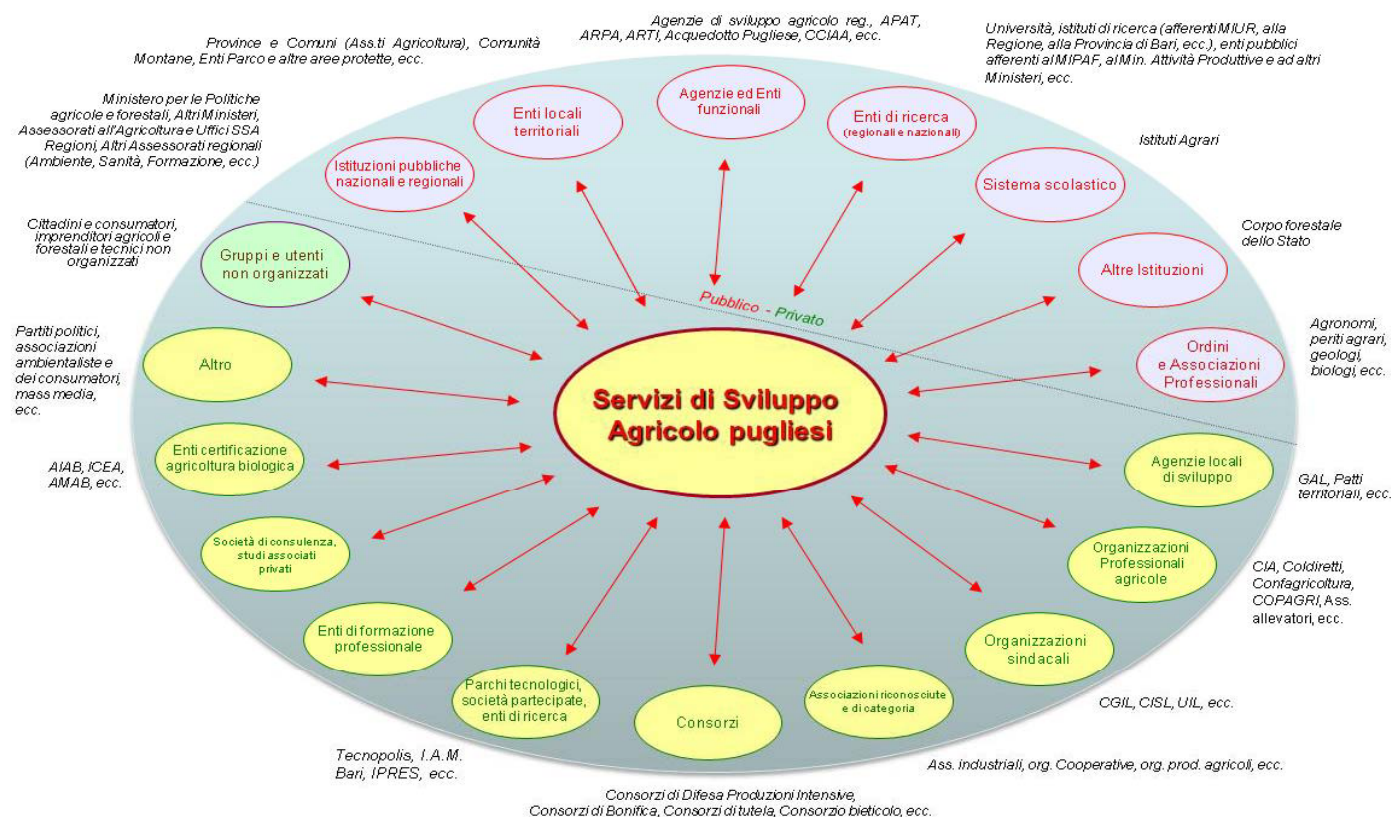 Agenzie di sviluppo agricolo reg., APAT,
ARPA, ARTI, Acquedotto Pugliese, CCIAA, ecc.
Università, istituti di ricerca (afferenti MIUR, alla
Regione, alla Provincia di Bari, ecc.), enti pubblici
afferenti al MIPAF, al Min. Attività Produttive e ad altri
Ministeri, ecc.
Province e Comuni (Ass.ti Agricoltura), Comunità
Montane, Enti Parco e altre aree protette, ecc.
Ministero per le Politiche
agricole e forestali, Altri Ministeri,
Assessorati all'Agricoltura e Uffici SSA
Regioni, Altri Assessorati regionali
(Ambiente, Sanità, Formazione, ecc.)
Enti locali
territoriali
Agenzie ed Enti
funzionali
Enti di ricerca
(regionali e nazionali)
Istituti Agrari
Istituzioni pubbliche
nazionali e regionali
Sistema scolastico
Cittadini e consumatori,
imprenditori agricoli e
forestali e tecnici non
organizzati
Gruppi e utenti
non organizzati
Corpo forestale
dello Stato
Altre Istituzioni
Pubblico - Privato
Partiti politici,
associazioni
ambientaliste e
dei consumatori,
mass media,
ecc.
Altro
Ordini
e Associazioni
Professionali
Agronomi,
periti agrari,
geologi,
biologi, ecc.
Servizi di Sviluppo
Agricolo pugliesi
Enti certificazione
agricoltura biologica
AIAB, ICEA,
AMAB, ecc.
Agenzie locali
di sviluppo
GAL, Patti
territoriali, ecc.
Società di consulenza,
studi associati
privati
Organizzazioni
Professionali
agricole
CIA, Coldiretti,
Confagricoltura,
COPAGRI, Ass.
allevatori, ecc.
Enti di formazione
professionale
Organizzazioni
sindacali
Parchi tecnologici,
società partecipate,
enti di ricerca
Consorzi
Associazioni riconosciute
e di categoria
CGIL, CISL, UIL, ecc.
Tecnopolis, I.A.M.
Bari, IPRES, ecc.
Ass. industriali, org. Cooperative, org. prod. agricoli, ecc.
Consorzi di Difesa Produzioni Intensive,
Consorzi di Bonifica, Consorzi di tutela, Consorzio bieticolo, ecc.